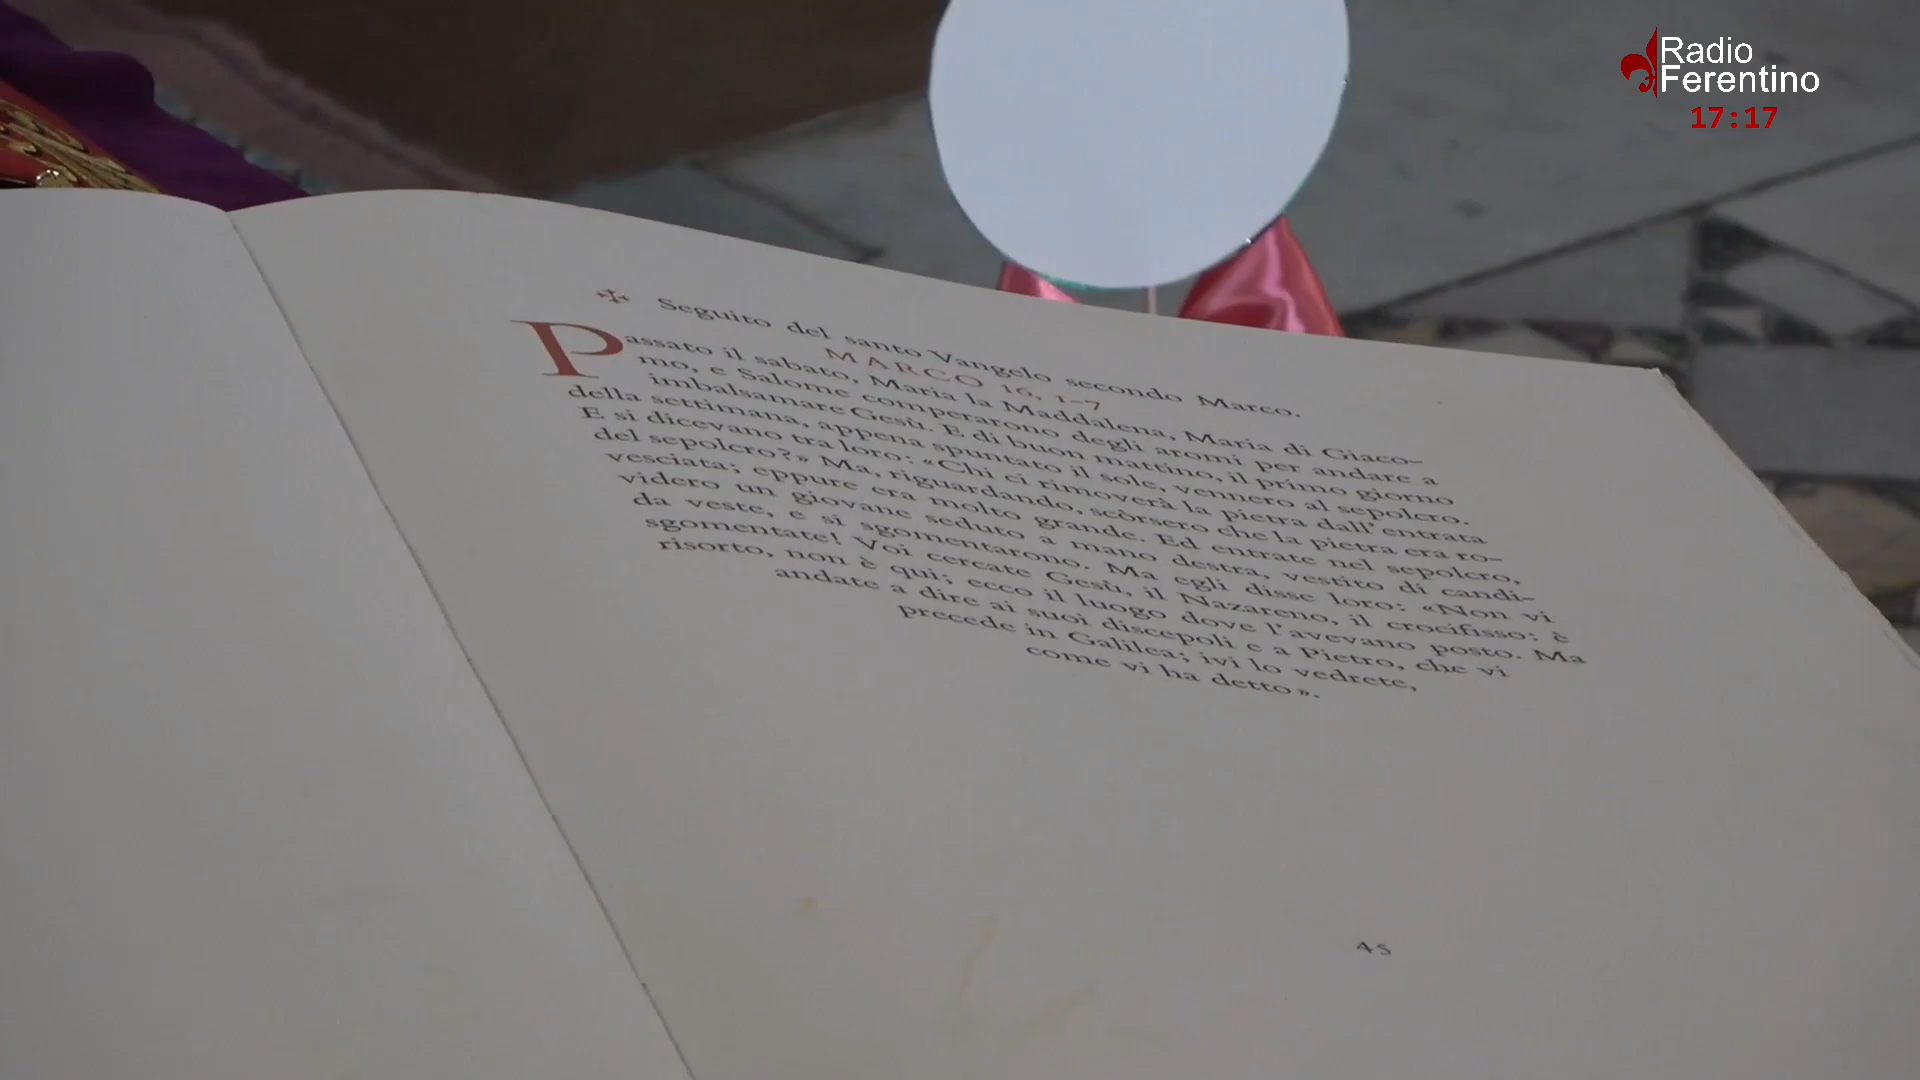 Radio
Ferentino
17:17
Seguito del santo Vangelo secondo Marco.
MARCO 16, 1-7
Passato il sabato, Maria la Maddalena, Maria di Giaco-
mo, e Salome comperarono degli aromi per andare a
imbalsamare Gesù. E di buon mattino, il primo giorno
della settimana, appena spuntato il sole, vennero al sepolcro.
E si dicevano tra loro: «Chi ci rimoverà la pietra dall'entrata
del sepolcro?» Ma, riguardando, scòrsero che la pietra era ro-
vesciata; eppure era molto grande. Ed entrate nel sepolcro,
videro un giovane seduto a mano destra, vestito di candi-
da veste, e si sgomentarono. Ma egli disse loro: «Non vi
sgomentate! Voi cercate Gesù, il Nazareno, il crocifisso: è
risorto, non è qui; ecco il luogo dove l'avevano posto. Ma
andate a dire ai suoi discepoli e a Pietro, che vi
precede in Galilea; ivi lo vedrete,
come vi ha detto».
45